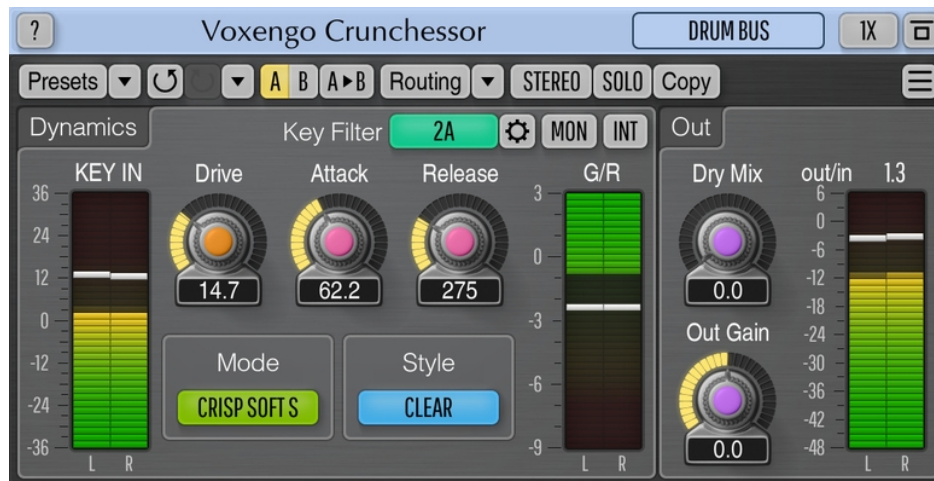 ? Voxengo Crunchessor DRUM BUS 1X
Presets A B A▸B Routing STEREO SOLO Copy
Dynamics Key Filter 2A MON INT Out
KEY IN Drive Attack Release G/R Dry Mix out/in 1.3
36 24 12 0 -12 -24 -36
L R
14.7 62.2 275
Mode Style
CRISP SOFT S CLEAR
3 0 -3 -6 -9
L R
0.0
Out Gain
0.0
6 0 -6 -12 -18 -24 -30 -36 -42 -48
L R